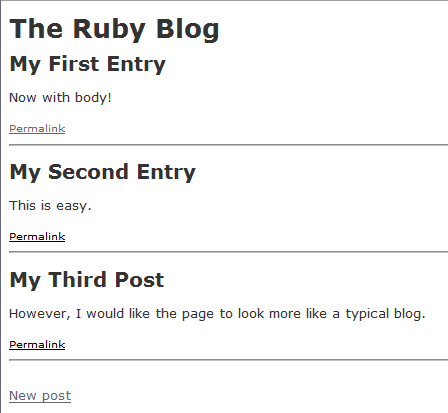 The Ruby Blog
My First Entry
Now with body!
Permalink
My Second Entry
This is easy.
Permalink
My Third Post
However, I would like the page to look more like a typical blog.
Permalink
New post